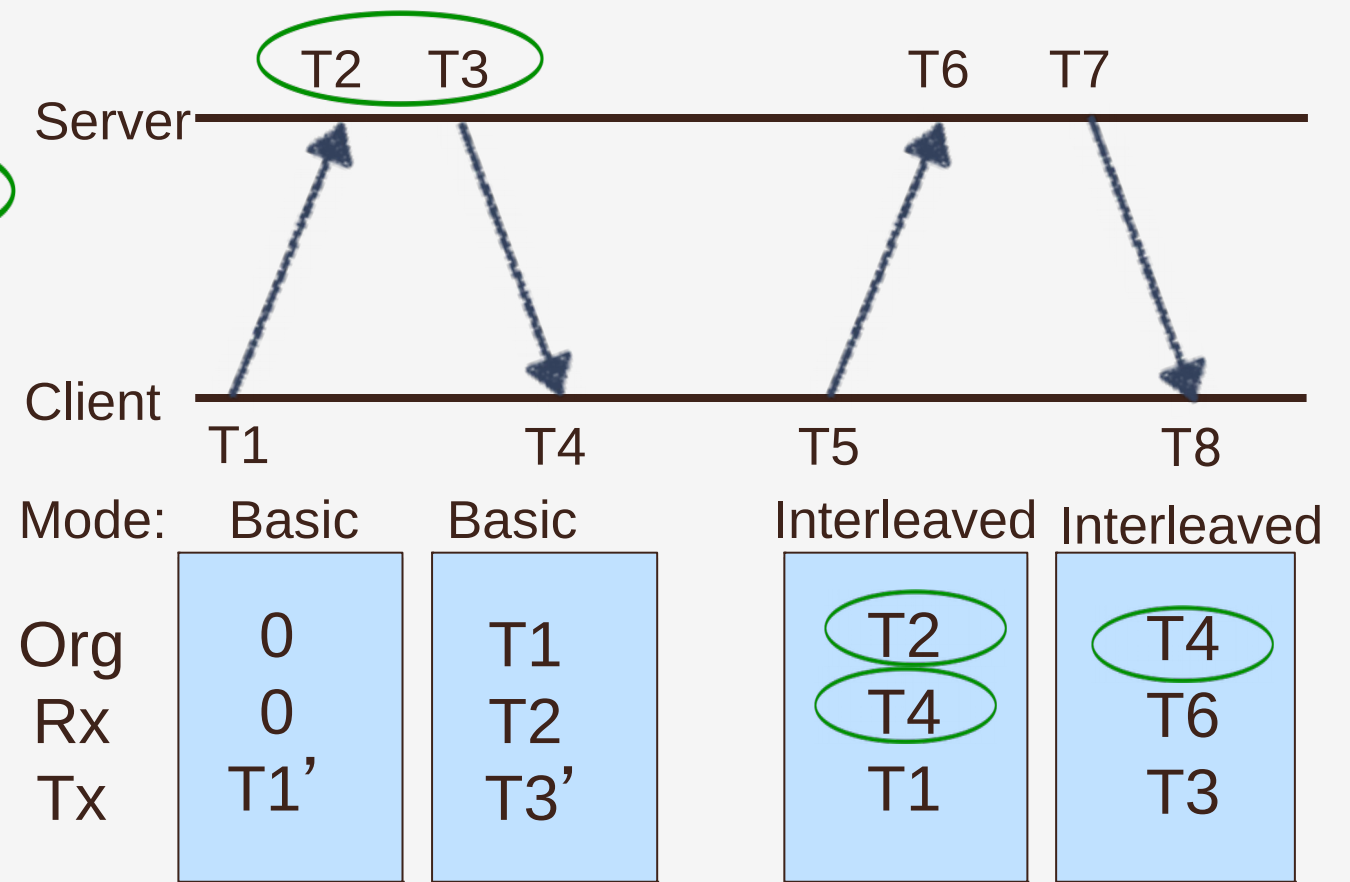 T2 T3 T6 T7
Server
Client
T1 T4 T5 T8
Mode: Basic Basic Interleaved Interleaved
Org 0 T1 T2 T4
Rx 0 T2 T4 T6
Tx T1’ T3’ T1 T3